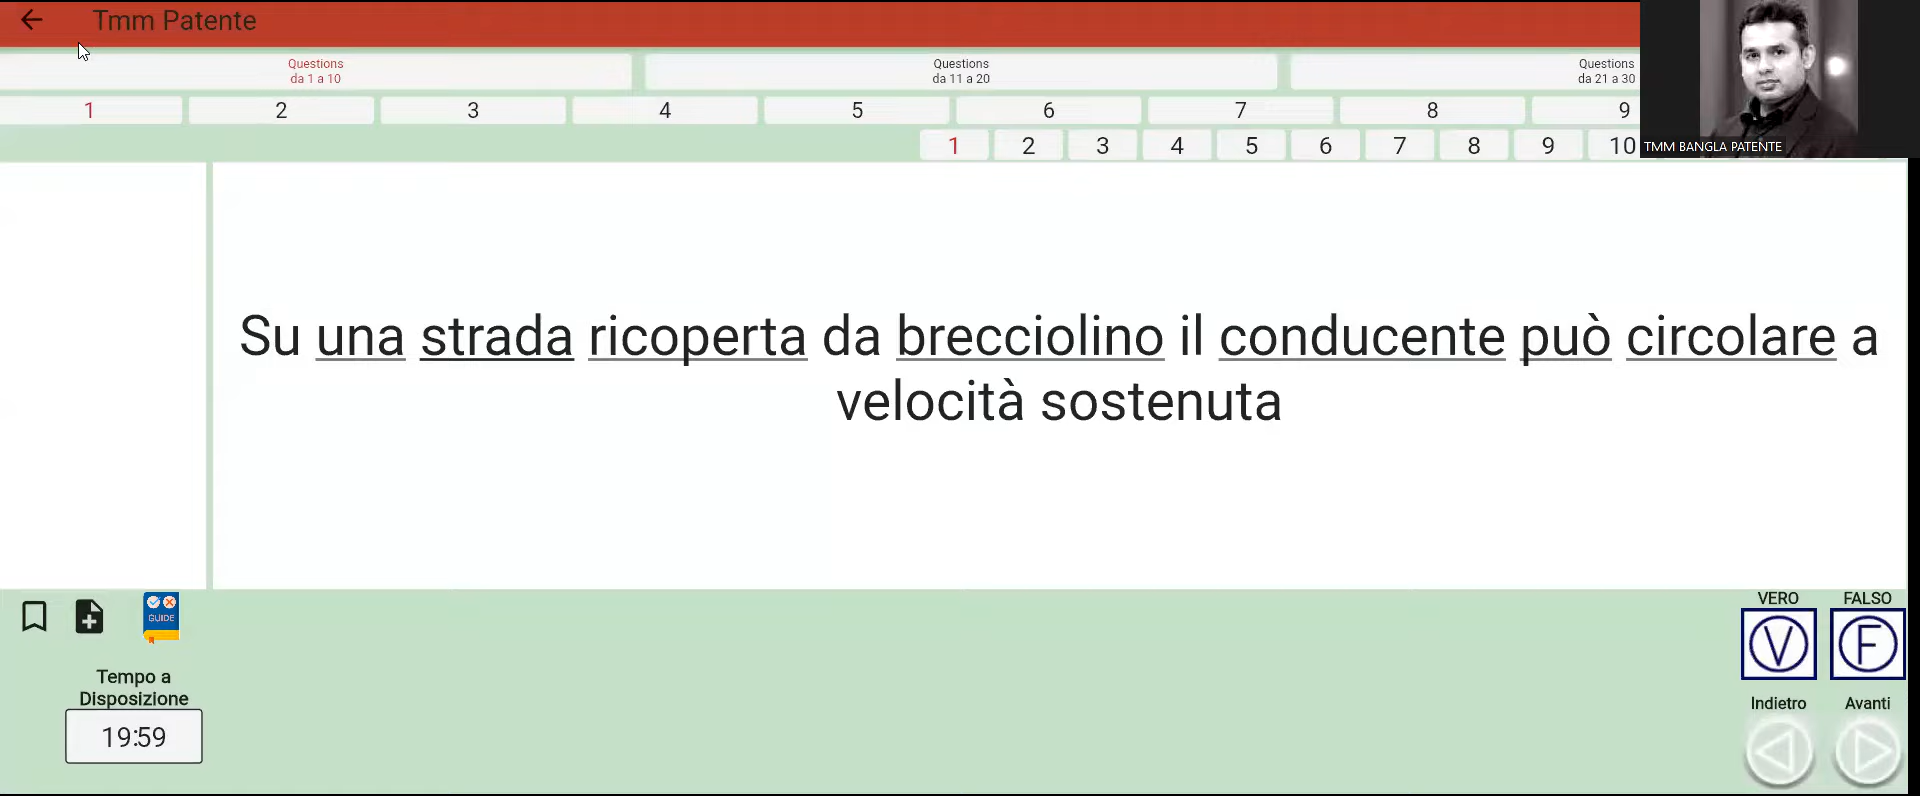 Tmm Patente
Questions
da 1 a 10
Questions
da 11 a 20
Questions
da 21 a 30
1 2 3 4 5 6 7 8 9
1 2 3 4 5 6 7 8 9 10
TMM BANGLA PATENTE
Su una strada ricoperta da brecciolino il conducente può circolare a
velocità sostenuta
GUIDE
VERO FALSO
V F
Tempo a
Disposizione
19:59
Indietro Avanti